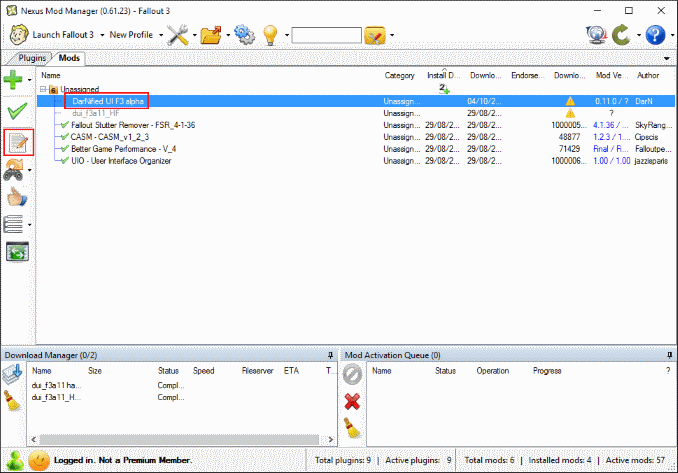 Nexus Mod Manager (0.61.23) - Fallout 3
Launch Fallout 3 New Profile
Plugins Mods
Name Category Install D... Downlo... Endorse... Downlo... Mod Ve... Author
6 Unassigned 2
DarNified UI F3 alpha Unassign... 04/10/2... 0.11.0 / ? DarN
dui_f3a11_HF Unassign... 29/08/2... ?
Fallout Stutter Remover - FSR_4-1-36 Unassign... 29/08/2... 29/08/2... 1000005... 4.1.36 / ... SkyRang...
CASM - CASM_v1_2_3 Unassign... 29/08/2... 29/08/2... 48877 1.2.3 / 1.... Cipscis
Better Game Performance - V_4 Unassign... 29/08/2... 29/08/2... 71429 Final / R... Falloutpe...
UIO - User Interface Organizer Unassign... 29/08/2... 29/08/2... 1000006... 1.00 / 1.00 jazzisparis
Download Manager (0/2) Mod Activation Queue (0)
Name Size Status Speed Fileserver ETA T... Name Status Operation Progress ?
dui_f3a11 ha... Compl...
dui_f3a11_H... Compl...
Logged in. Not a Premium Member. Total plugins: 9 | Active plugins: 9 Total mods: 6 | Installed mods: 4 | Active mods: 57